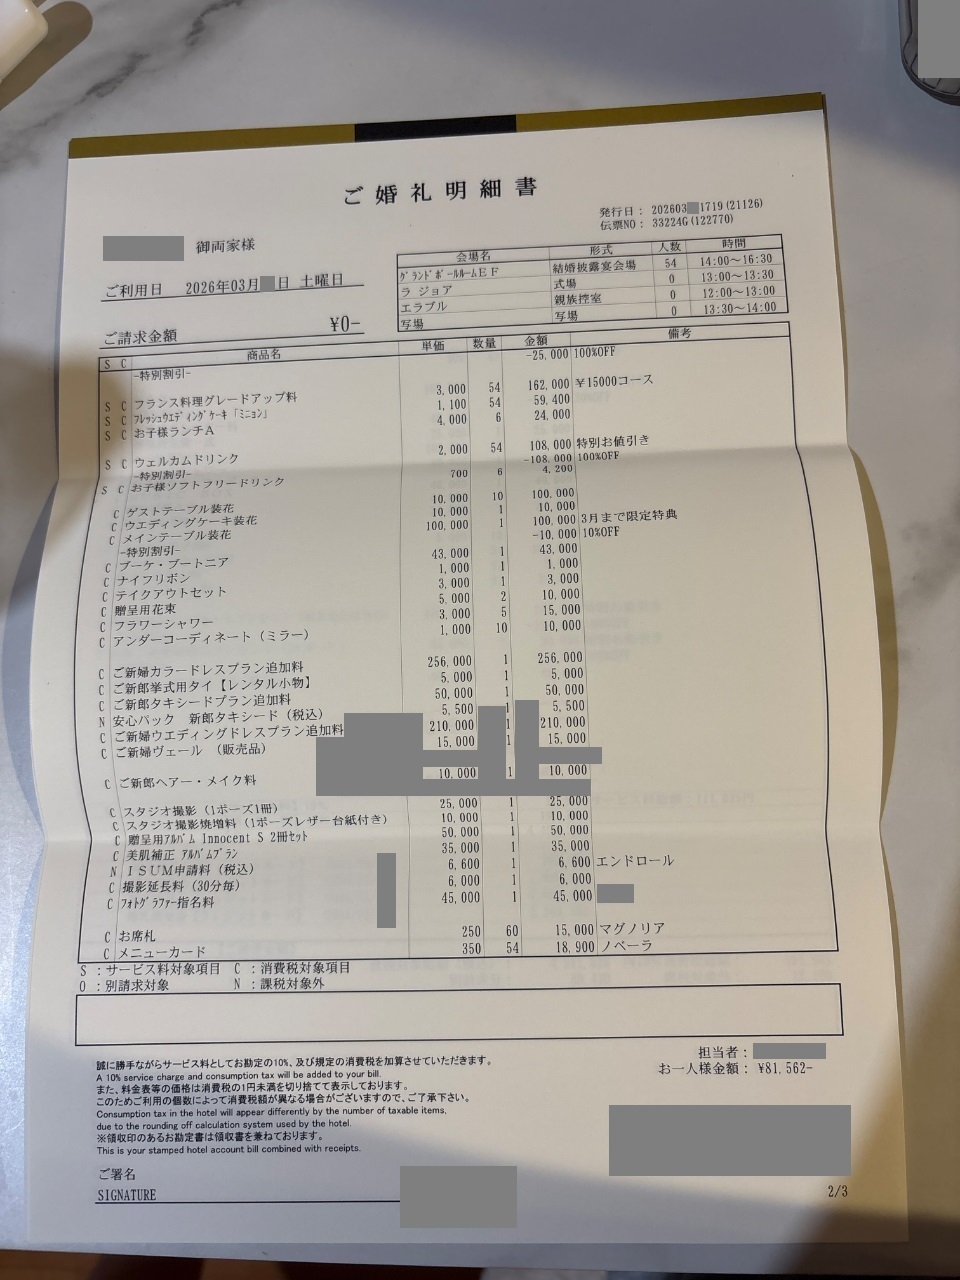 ご婚礼明細書
発行日： 202603 1719(21126)
伝票NO： 33224G(122770)
御両家様
ご利用日 2026年03月 日 土曜日
ご請求金額 ¥0-
会場名 形式 人数 時間
グランドボールルームＥＦ 結婚披露宴会場 54 14:00〜16:30
ラ ジョア 式場 0 13:00〜13:30
エラブル 親族控室 0 12:00〜13:00
写場 写場 0 13:30〜14:00
S C 商品名 単価 数量 金額 備考
-特別割引- -25,000 100%OFF
S C フランス料理グレードアップ料 3,000 54 162,000 ￥15000コース
S C フレッシュウエディングケーキ「ミニョン」 1,100 54 59,400
S C お子様ランチＡ 4,000 6 24,000
S C ウェルカムドリンク 2,000 54 108,000 特別お値引き
-特別割引- -108,000 100%OFF
S C お子様ソフトフリードリンク 700 6 4,200
C ゲストテーブル装花 10,000 10 100,000
C ウエディングケーキ装花 10,000 1 10,000
C メインテーブル装花 100,000 1 100,000 3月まで限定特典
-特別割引- -10,000 10%OFF
C ブーケ・ブートニア 43,000 1 43,000
C ナイフリボン 1,000 1 1,000
C テイクアウトセット 3,000 1 3,000
C 贈呈用花束 5,000 2 10,000
C フラワーシャワー 3,000 5 15,000
C アンダーコーディネート（ミラー） 1,000 10 10,000
C ご新婦カラードレスプラン追加料 256,000 1 256,000
C ご新郎挙式用タイ【レンタル小物】 5,000 1 5,000
C ご新郎タキシードプラン追加料 50,000 1 50,000
N 安心パック 新郎タキシード（税込） 5,500 1 5,500
C ご新婦ウエディングドレスプラン追加料 210,000 1 210,000
C ご新婦ヴェール （販売品） 15,000 1 15,000
C ご新郎ヘアー・メイク料 10,000 1 10,000
C スタジオ撮影（1ポーズ1冊） 25,000 1 25,000
C スタジオ撮影焼増料（1ポーズレザー台紙付き） 10,000 1 10,000
C 贈呈用アルバム Innocent S 2冊セット 50,000 1 50,000
C 美肌補正 アルバムプラン 35,000 1 35,000
N ＩＳＵＭ申請料（税込） 6,600 1 6,600 エンドロール
C 撮影延長料（30分毎） 6,000 1 6,000
C フォトグラファー指名料 45,000 1 45,000
C お席札 250 60 15,000 マグノリア
C メニューカード 350 54 18,900 ノベーラ
S ：サービス料対象項目 C ：消費税対象項目
O ：別請求対象 N ：課税対象外
誠に勝手ながらサービス料としてお勘定の10%、及び規定の消費税を加算させていただきます。
A 10% service charge and consumption tax will be added to your bill.
また、料金表等の価格は消費税の1円未満を切り捨てて表示しております。
このためご利用の個数によって消費税額が異なる場合がございますので、ご了承下さい。
Consumption tax in the hotel will appear differently by the number of taxable items,
due to the rounding off calculation system used by the hotel.
※領収印のあるお勘定書は領収書を兼ねております。
This is your stamped hotel account bill combined with receipts.
担当者：
お一人様金額： ¥81,562-
ご署名
SIGNATURE
2/3